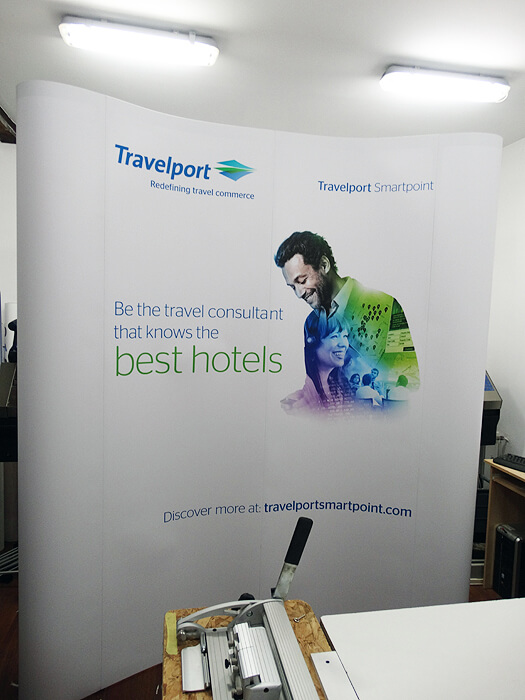 Travelport
Redefining travel commerce
Travelport Smartpoint
Be the travel consultant
that knows the
best hotels
Discover more at: travelportsmartpoint.com